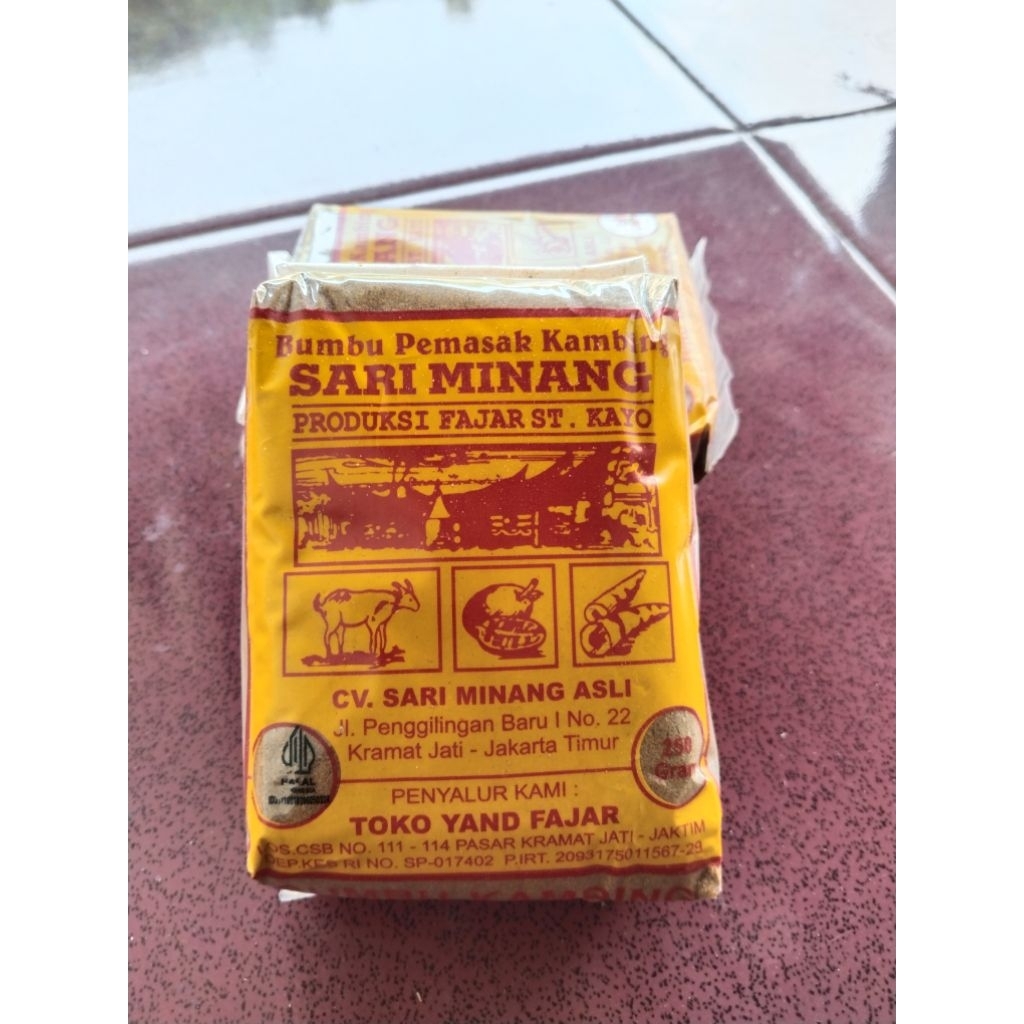 Bumbu Pemasak Kambing
SARI MINANG
PRODUKSI FAJAR ST. KAYO
CV. SARI MINANG ASLI
Jl. Penggilingan Baru I No. 22
Kramat Jati - Jakarta Timur
250
Gram
HALAL
PENYALUR KAMI :
TOKO YAND FAJAR
LOS.CSB NO. 111 - 114 PASAR KRAMAT JATI - JAKTIM
DEP.KES RI NO. SP-017402 P.IRT. 2093175011567-29
KAMBING